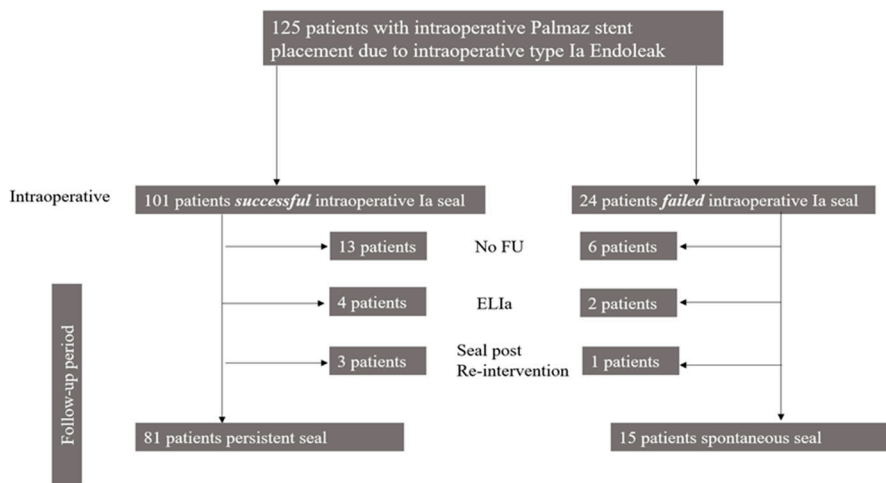 125 patients with intraoperative Palmaz stent
placement due to intraoperative type Ia Endoleak
Intraoperative
101 patients successful intraoperative Ia seal
24 patients failed intraoperative Ia seal
13 patients
No FU
6 patients
4 patients
ELIa
2 patients
3 patients
Seal post
Re-intervention
1 patients
Follow-up period
81 patients persistent seal
15 patients spontaneous seal